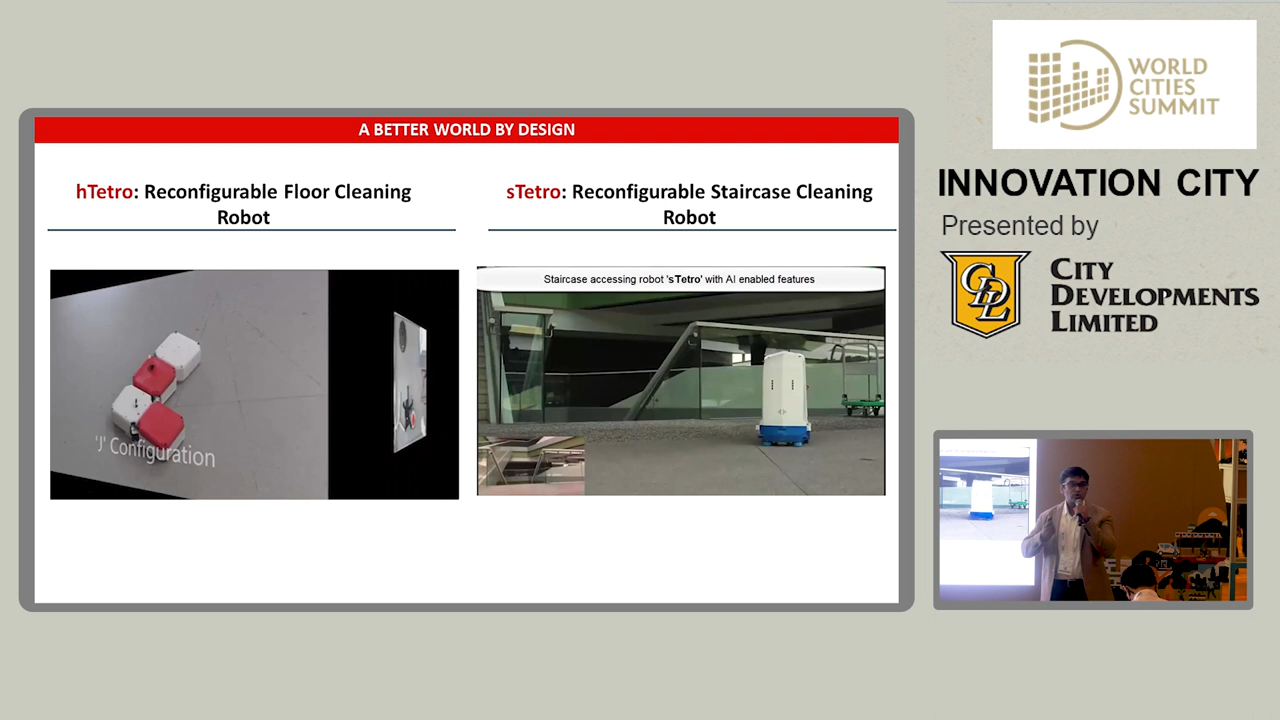 A BETTER WORLD BY DESIGN
hTetro: Reconfigurable Floor Cleaning
Robot
sTetro: Reconfigurable Staircase Cleaning
Robot
'J' Configuration
Staircase accessing robot 'sTetro' with AI enabled features
WORLD
CITIES
SUMMIT
INNOVATION CITY
Presented by
CDL
CITY
DEVELOPMENTS
LIMITED